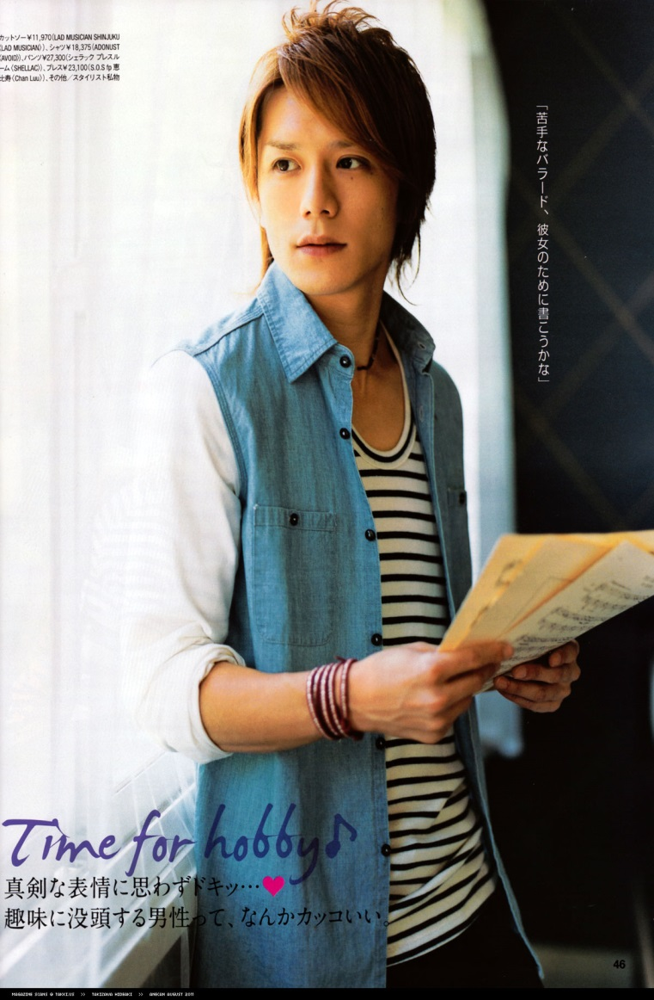 カットソー¥11,970(LAD MUSICIAN SHINJUKU
〈LAD MUSICIAN〉)、シャツ¥18,375(ADONUST
〈AVOID〉)、パンツ¥27,300(シェラック プレスル
ーム〈SHELLAC〉)、ブレス¥23,100(S.O.S fp 恵
比寿〈Chan Luu〉)、その他／スタイリスト私物
「苦手なバラード、彼女のために書こうかな」
Time for hobby♪
真剣な表情に思わずドキッ…♥
趣味に没頭する男性って、なんかカッコいい。
46
MAGAZINE SCANS @ TAKKI.US >> TAKIZAWA HIDEAKI >> ANECAN AUGUST 2011